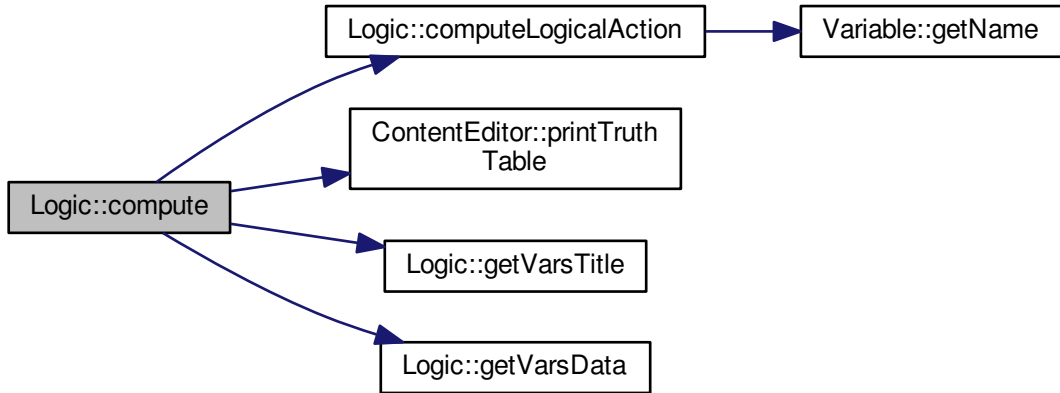 Logic::computeLogicalAction
Variable::getName
ContentEditor::printTruth
Table
Logic::compute
Logic::getVarsTitle
Logic::getVarsData